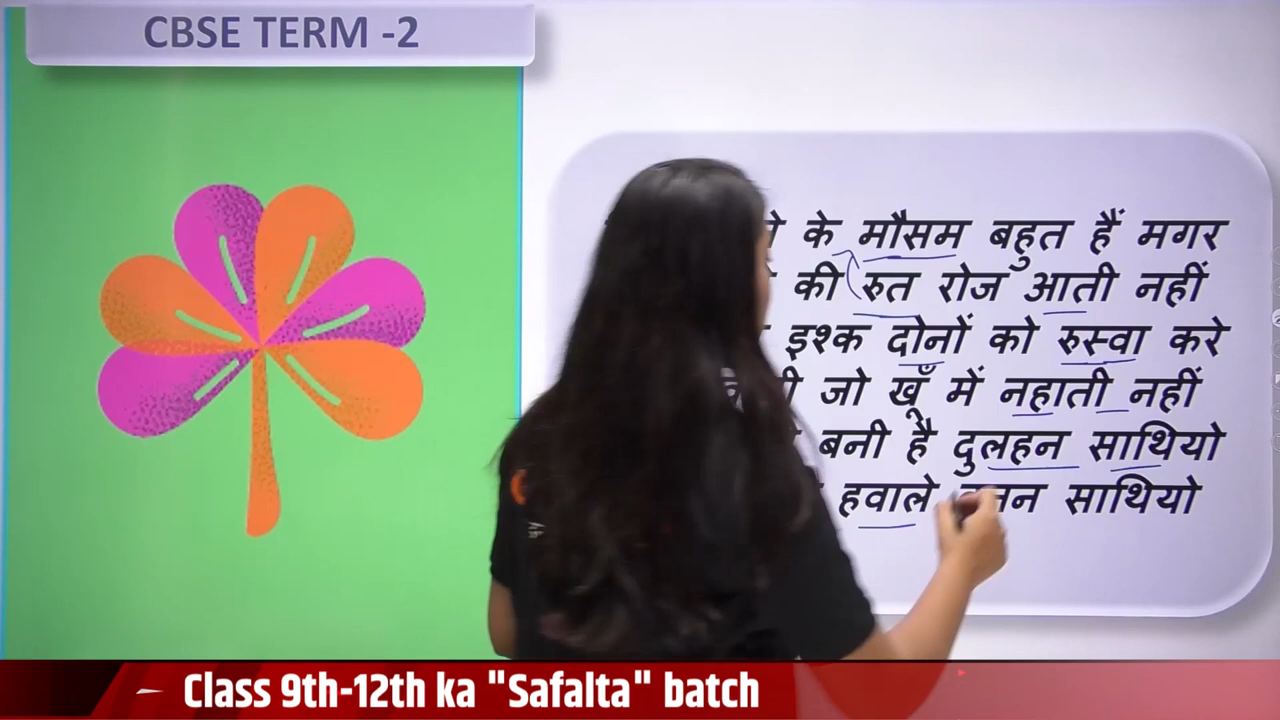 CBSE TERM -2
के मौसम बहुत हैं मगर
की रुत रोज आती नहीं
इश्क दोनों को रुस्वा करे
जो खूँ में नहाती नहीं
बनी है दुलहन साथियो
हवाले साथियो
Class 9th-12th ka "Safalta" batch